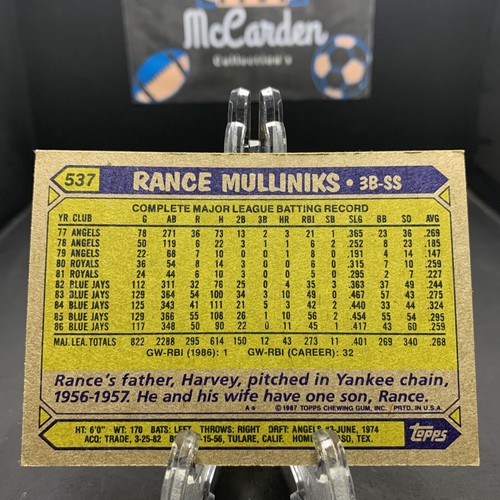 McCarden
Collectible's
537 RANCE MULLINIKS • 3B-SS
COMPLETE MAJOR LEAGUE BATTING RECORD
YR. CLUB G AB R H 2B 3B HR RBI SB SLG BB SO AVG
77 ANGELS 78 271 36 73 13 2 3 21 1 .365 23 36 .269
78 ANGELS 50 119 6 22 3 1 1 6 2 .252 8 23 .185
79 ANGELS 22 68 7 10 0 0 1 8 0 .191 4 14 .147
80 ROYALS 36 54 8 14 3 0 0 6 0 .315 7 10 .259
81 ROYALS 24 44 6 10 3 0 0 5 0 .295 2 7 .227
82 BLUE JAYS 112 311 32 76 25 0 4 35 3 .363 37 49 .244
83 BLUE JAYS 129 364 54 100 34 3 10 49 0 .467 57 43 .275
84 BLUE JAYS 125 343 41 111 21 5 3 42 2 .440 33 44 .324
85 BLUE JAYS 129 366 55 108 26 1 10 56 2 .454 55 54 .295
86 BLUE JAYS 117 348 50 90 22 0 11 45 1 .417 43 60 .259
MAJ. LEA. TOTALS 822 2288 295 614 150 12 43 273 11 .401 269 340 .268
GW-RBI (1986): 1 GW-RBI (CAREER): 32
Rance's father, Harvey, pitched in Yankee chain,
1956-1957. He and his wife have one son, Rance.
A* © 1987 TOPPS CHEWING GUM, INC. PRTD. IN U.S.A.
HT: 6'0" WT: 170 BATS: LEFT THROWS: RIGHT DRFT: ANGELS #3-JUNE, 1974
ACQ: TRADE, 3-25-82 -15-56, TULARE, CALIF. TEX.
topps